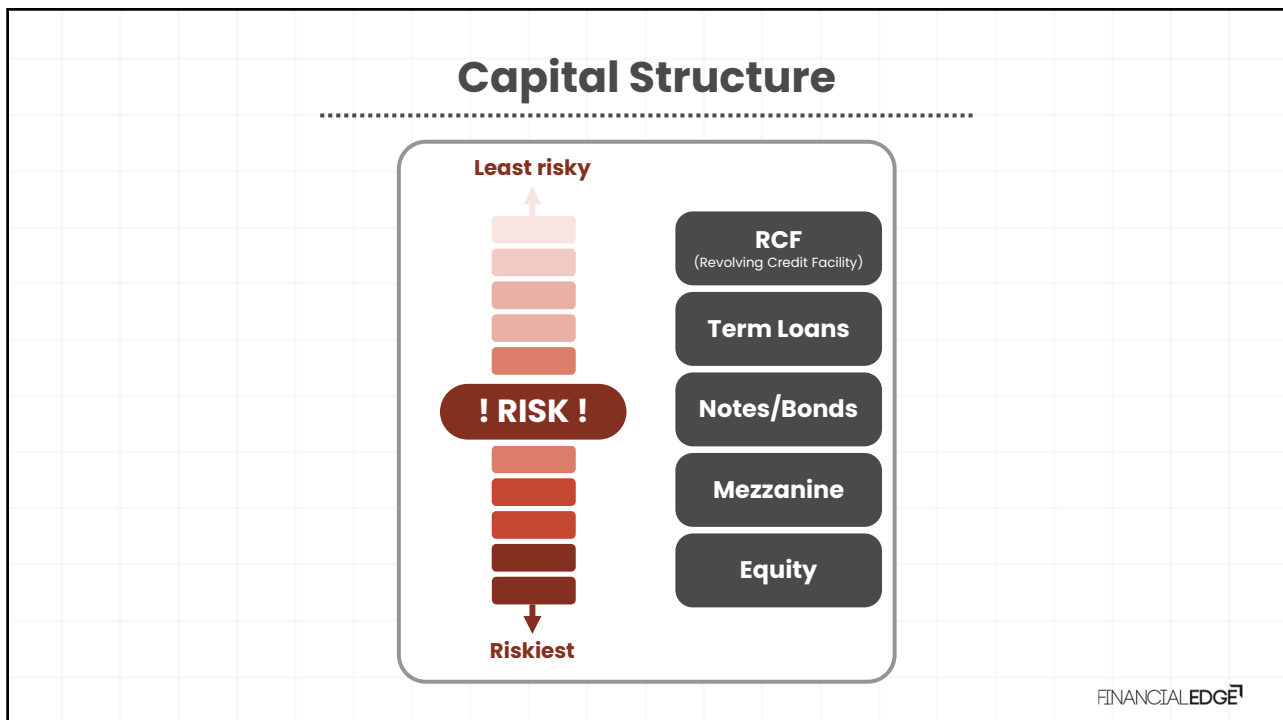 Capital Structure
Least risky
RCF
(Revolving Credit Facility)
Term Loans
! RISK !
Notes/Bonds
Mezzanine
Equity
Riskiest
FINANCIALEDGE